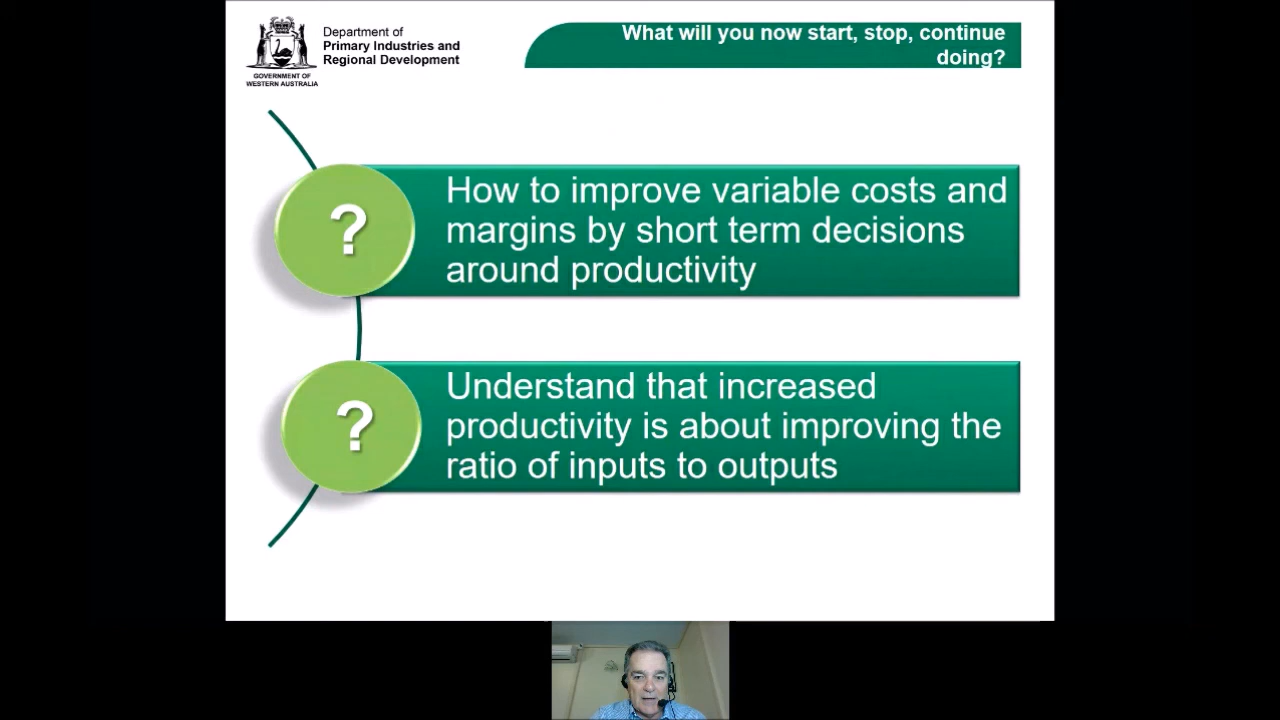 Department of
Primary Industries and
Regional Development
GOVERNMENT OF
WESTERN AUSTRALIA
What will you now start, stop, continue
doing?
?
How to improve variable costs and
margins by short term decisions
around productivity
?
Understand that increased
productivity is about improving the
ratio of inputs to outputs